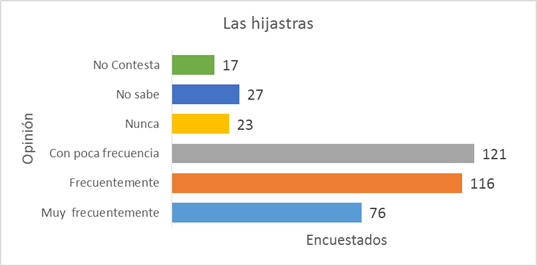 Las hijastras
No Contesta 17
No sabe 27
Nunca 23
Con poca frecuencia 121
Frecuentemente 116
Muy frecuentemente 76
Opinión
Encuestados